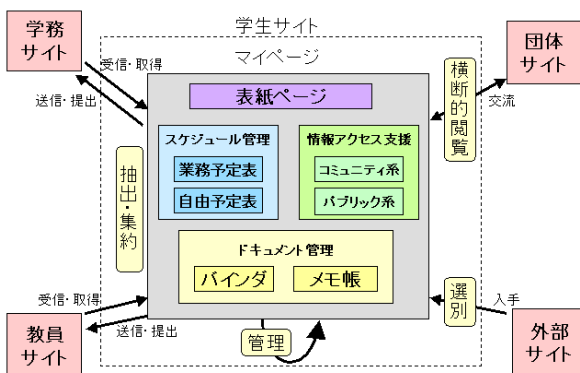 学生サイト
学務
サイト
団体
サイト
マイページ
受信・取得
送信・提出
表紙ページ
横断的閲覧
交流
スケジュール管理
業務予定表
自由予定表
情報アクセス支援
コミュニティ系
パブリック系
抽出・集約
ドキュメント管理
バインダ
メモ帳
受信・取得
送信・提出
管理
選別
入手
教員
サイト
外部
サイト